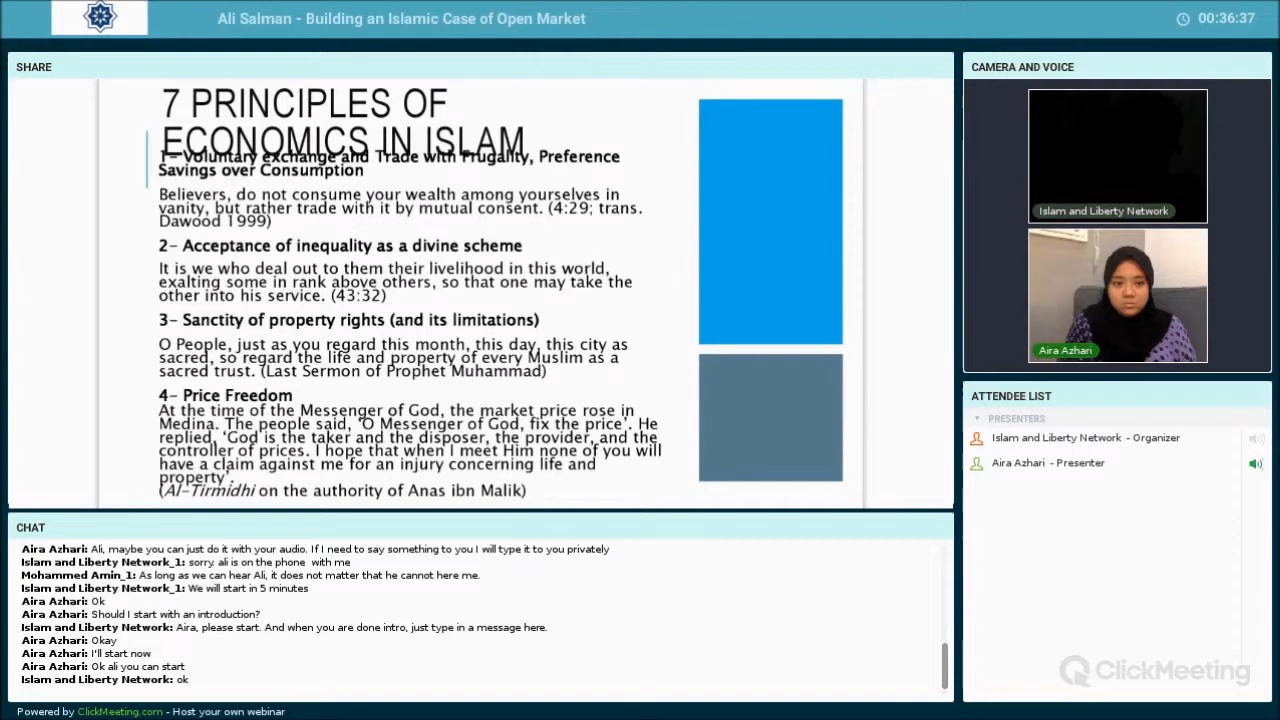 Ali Salman - Building an Islamic Case of Open Market
00:36:37
SHARE
7 PRINCIPLES OF
ECONOMICS IN ISLAM
1- Voluntary exchange and Trade with Frugality, Preference
Savings over Consumption
Believers, do not consume your wealth among yourselves in
vanity, but rather trade with it by mutual consent. (4:29; trans.
Dawood 1999)
2- Acceptance of inequality as a divine scheme
It is we who deal out to them their livelihood in this world,
exalting some in rank above others, so that one may take the
other into his service. (43:32)
3- Sanctity of property rights (and its limitations)
O People, just as you regard this month, this day, this city as
sacred, so regard the life and property of every Muslim as a
sacred trust. (Last Sermon of Prophet Muhammad)
4- Price Freedom
At the time of the Messenger of God, the market price rose in
Medina. The people said, 'O Messenger of God, fix the price'. He
replied, 'God is the taker and the disposer, the provider, and the
controller of prices. I hope that when I meet Him none of you will
have a claim against me for an injury concerning life and
property'.
(Al-Tirmidhi on the authority of Anas ibn Malik)
CAMERA AND VOICE
Islam and Liberty Network
Aira Azhari
ATTENDEE LIST
PRESENTERS
Islam and Liberty Network - Organizer
Aira Azhari - Presenter
ClickMeeting
CHAT
Aira Azhari: Ali, maybe you can just do it with your audio. If I need to say something to you I will type it to you privately
Islam and Liberty Network_1: sorry. ali is on the phone with me
Mohammed Amin_1: As long as we can hear Ali, it does not matter that he cannot here me.
Islam and Liberty Network_1: We will start in 5 minutes
Aira Azhari: Ok
Aira Azhari: Should I start with an introduction?
Islam and Liberty Network: Aira, please start. And when you are done intro, just type in a message here.
Aira Azhari: Okay
Aira Azhari: I'll start now
Aira Azhari: Ok ali you can start
Islam and Liberty Network: ok
Powered by ClickMeeting.com - Host your own webinar